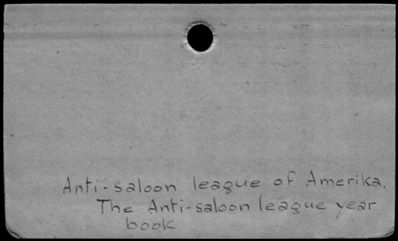 Anti-saloon league of Amerika.
The Anti-saloon league year
book